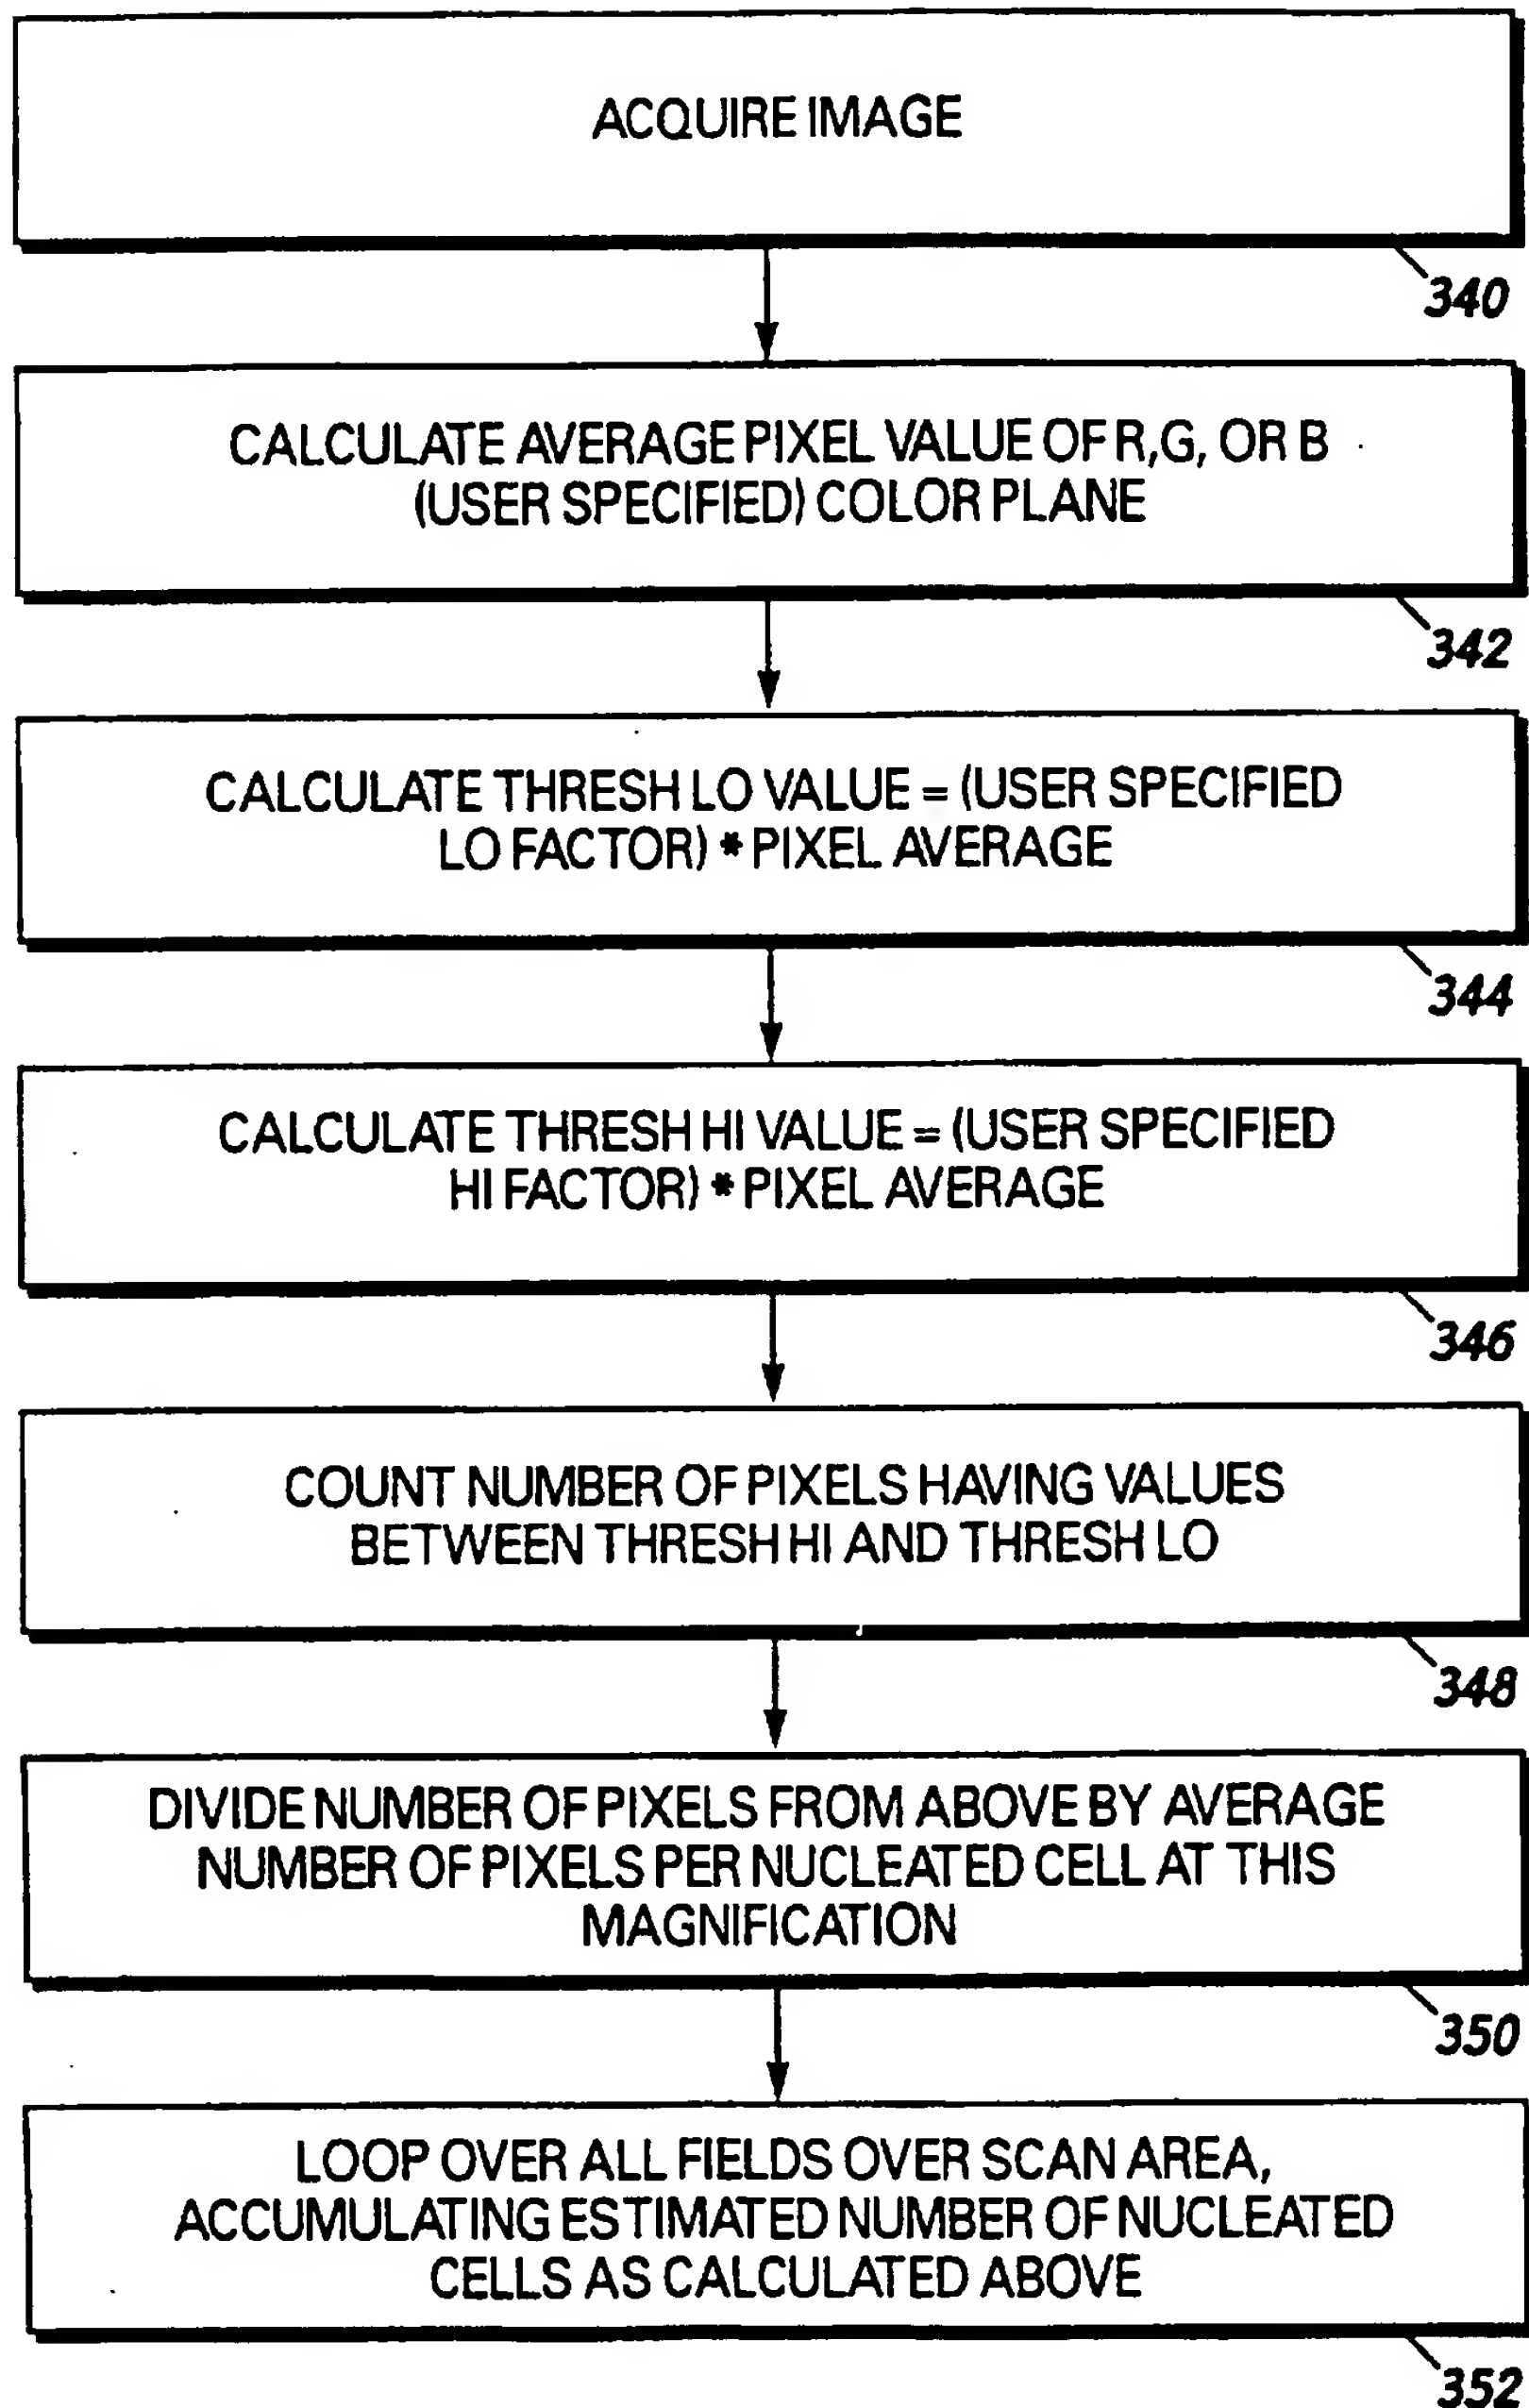 ACQUIRE IMAGE
340
CALCULATE AVERAGE PIXEL VALUE OF R,G, OR B
(USER SPECIFIED) COLOR PLANE
342
CALCULATE THRESH LO VALUE = (USER SPECIFIED
LO FACTOR) * PIXEL AVERAGE
344
CALCULATE THRESH HI VALUE = (USER SPECIFIED
HI FACTOR) * PIXEL AVERAGE
346
COUNT NUMBER OF PIXELS HAVING VALUES
BETWEEN THRESH HI AND THRESH LO
348
DIVIDE NUMBER OF PIXELS FROM ABOVE BY AVERAGE
NUMBER OF PIXELS PER NUCLEATED CELL AT THIS
MAGNIFICATION
350
LOOP OVER ALL FIELDS OVER SCAN AREA,
ACCUMULATING ESTIMATED NUMBER OF NUCLEATED
CELLS AS CALCULATED ABOVE
352